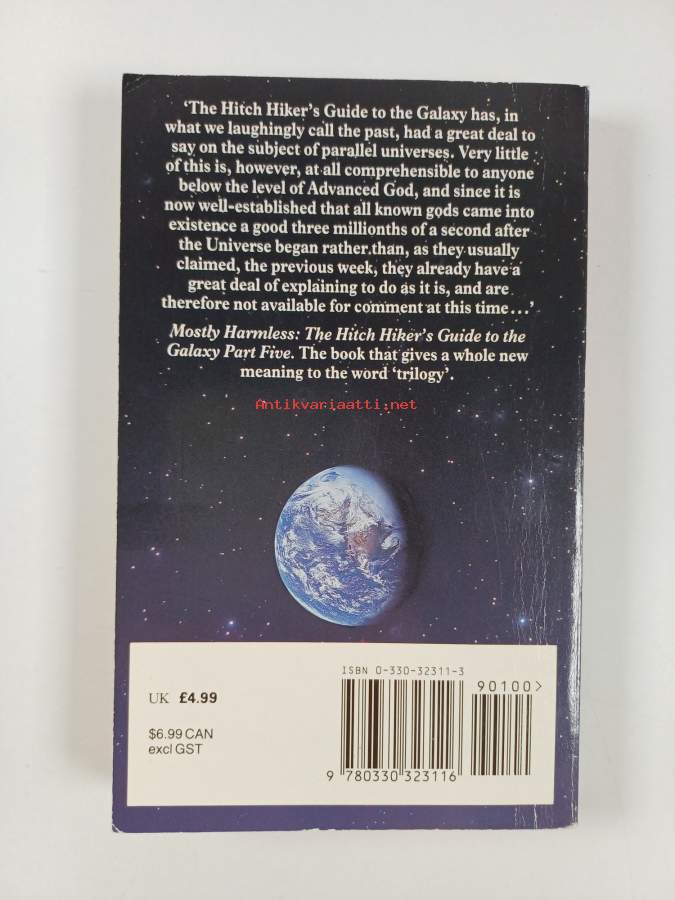 ‘The Hitch Hiker’s Guide to the Galaxy has, in
what we laughingly call the past, had a great deal to
say on the subject of parallel universes. Very little
of this is, however, at all comprehensible to anyone
below the level of Advanced God, and since it is
now well-established that all known gods came into
existence a good three millionths of a second after
the Universe began rather than, as they usually
claimed, the previous week, they already have a
great deal of explaining to do as it is, and are
therefore not available for comment at this time...’
Mostly Harmless: The Hitch Hiker’s Guide to the
Galaxy Part Five. The book that gives a whole new
meaning to the word ‘trilogy’.
Antikvariaatti.net
ISBN 0-330-32311-3
90100>
UK £4.99
$6.99 CAN
excl GST
9 780330 323116